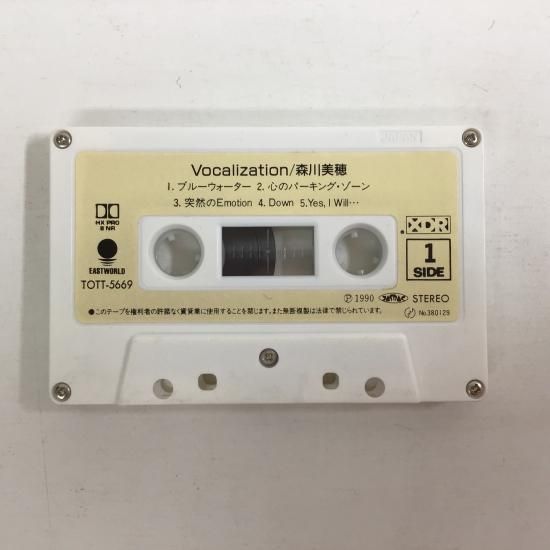 JAPAN
Vocalization/森川美穂
1. ブルーウォーター 2. 心のパーキング・ゾーン
3. 突然のEmotion 4. Down 5.Yes, I Will…
HX PRO
B NR
XDR
1
SIDE
EASTWORLD
TOTT-5669
Ⓟ 1990 STEREO
●このテープを権利者の許諾なく賃貸業に使用することを禁じます。また無断複製は法律で禁じられています。
No.380129